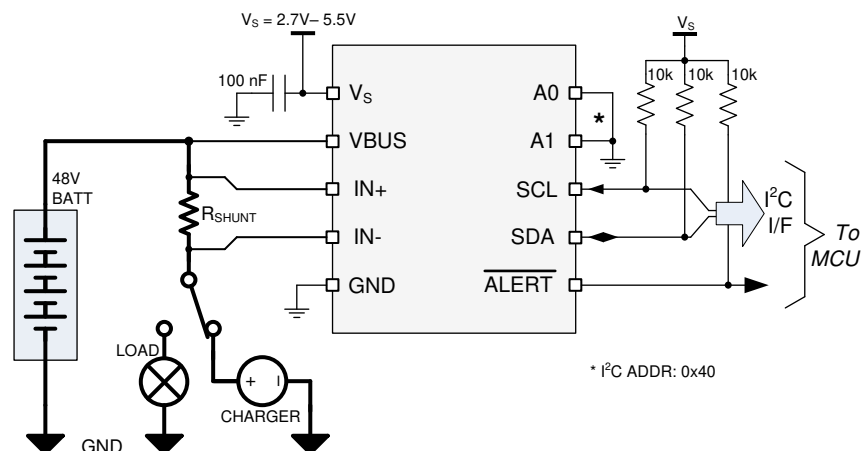 V_S = 2.7V– 5.5V
V_S
10k 10k 10k
100 nF
V_S
A0
*
VBUS
A1
48V
BATT
IN+
SCL
R_SHUNT
I²C
I/F
IN-
SDA
To
MCU
GND
ALERT
LOAD
+ I
CHARGER
* I²C ADDR: 0x40
GND